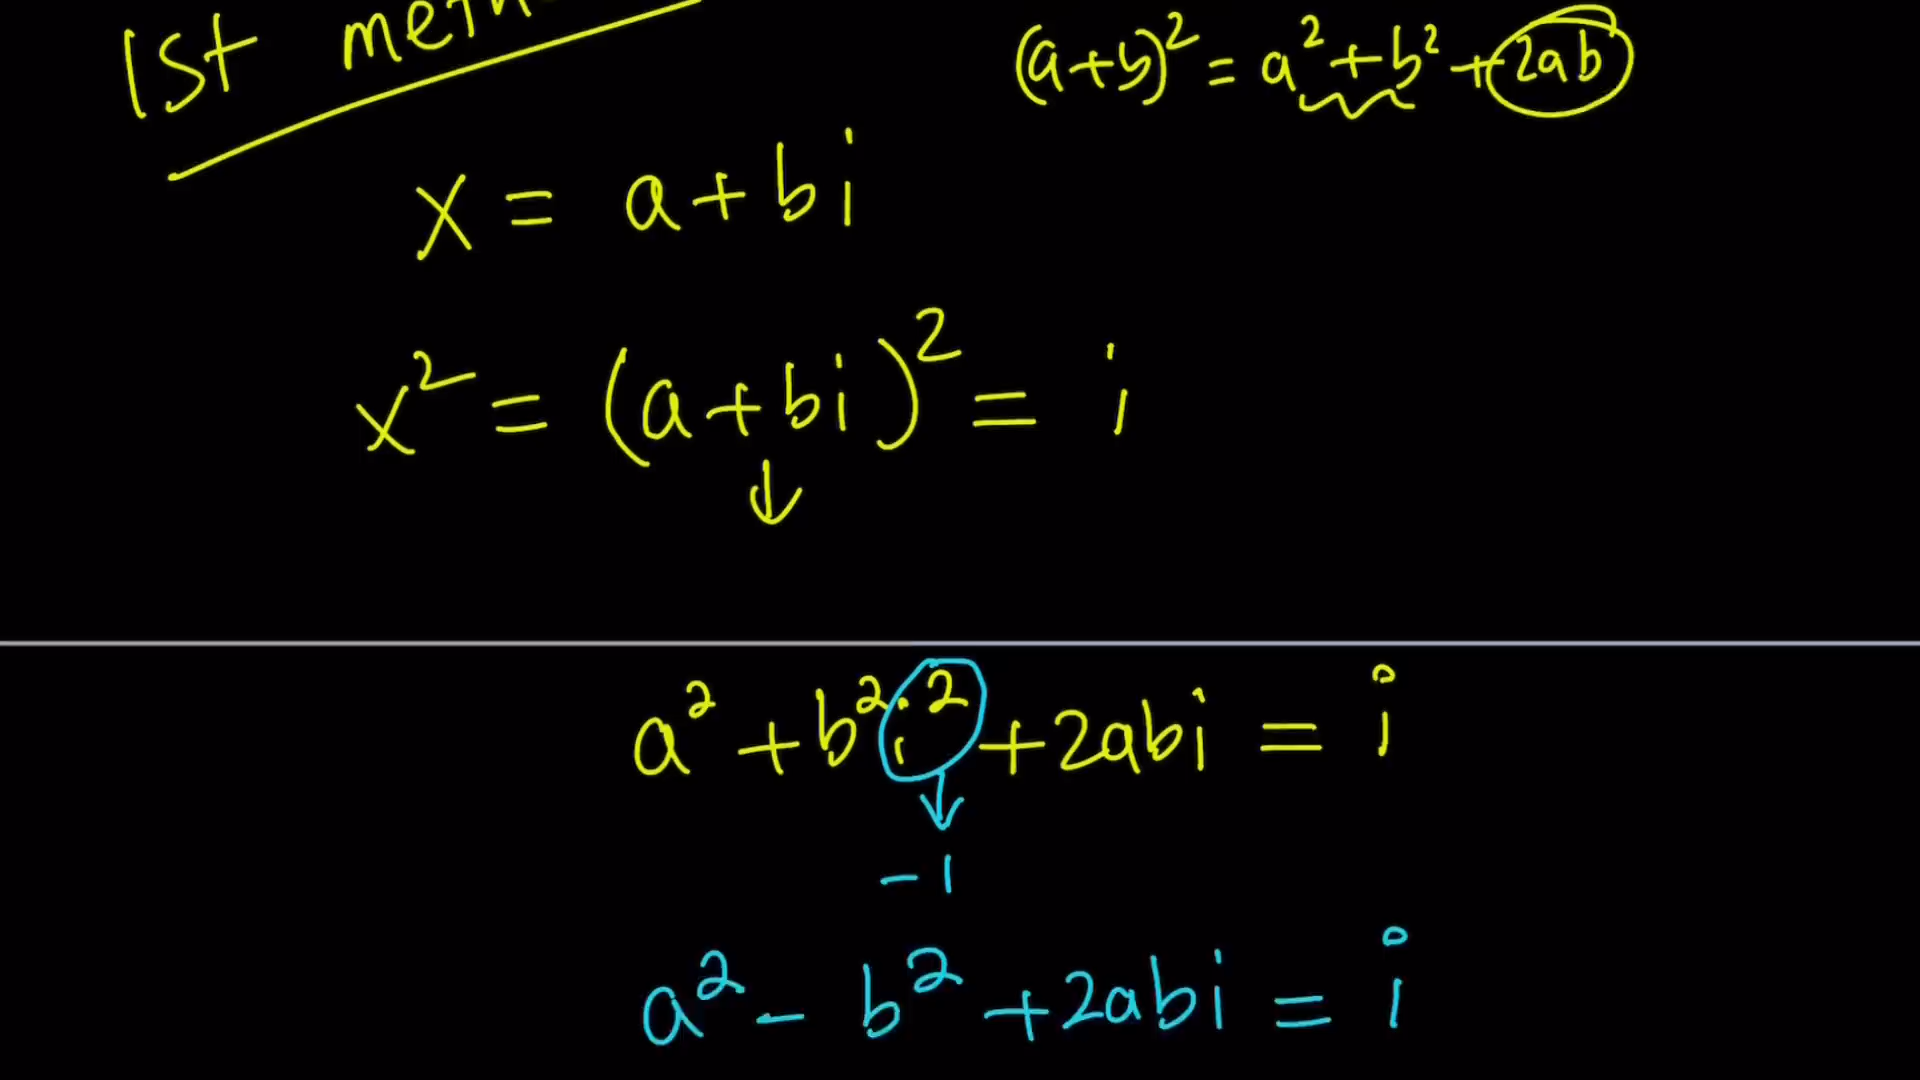 1st
(a+b)² = a² + b² + 2ab
x = a + bi
x² = (a + bi)² = i
a² + b²i² + 2abi = i
-1
a² - b² + 2abi = i